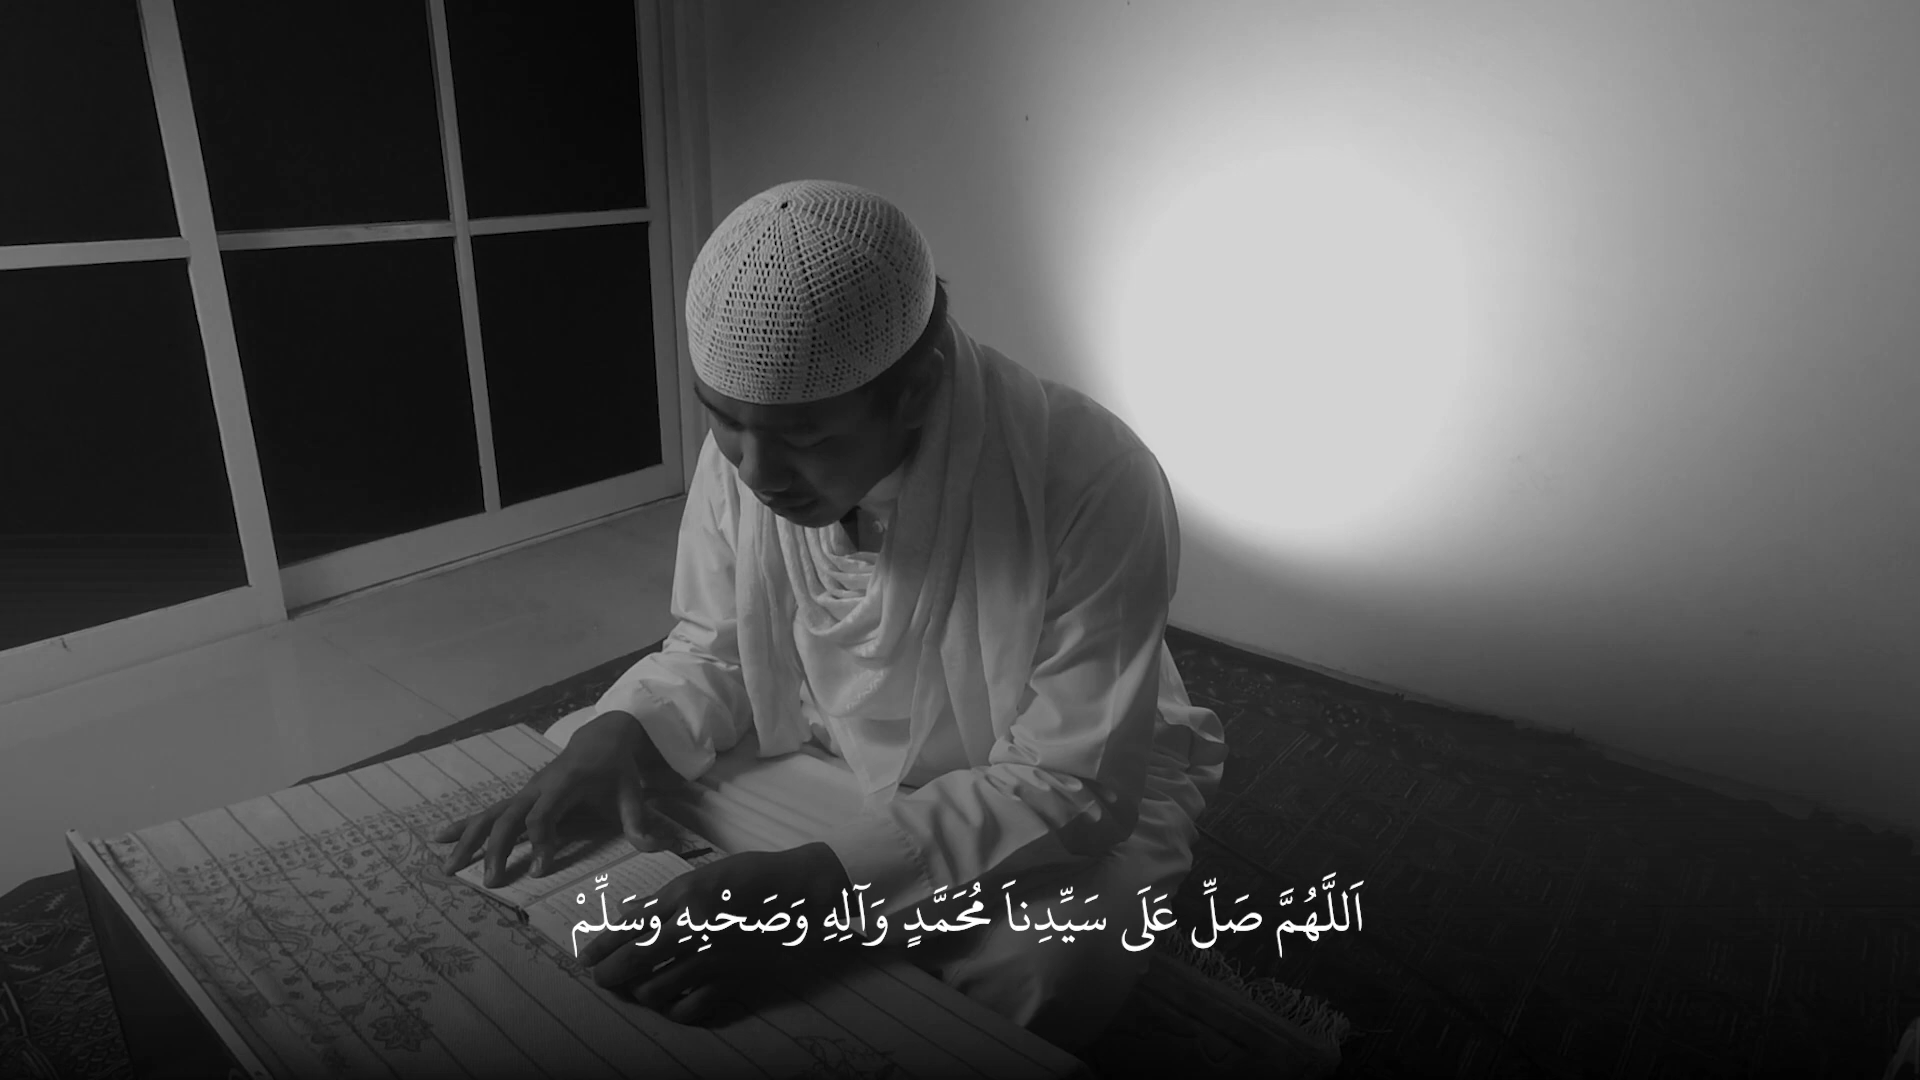 اَللَّهُمَّ صَلِّ عَلَى سَيِّدِناَ مُحَمَّدٍ وَآلِهِ وَصَحْبِهِ وَسَلِّمْ